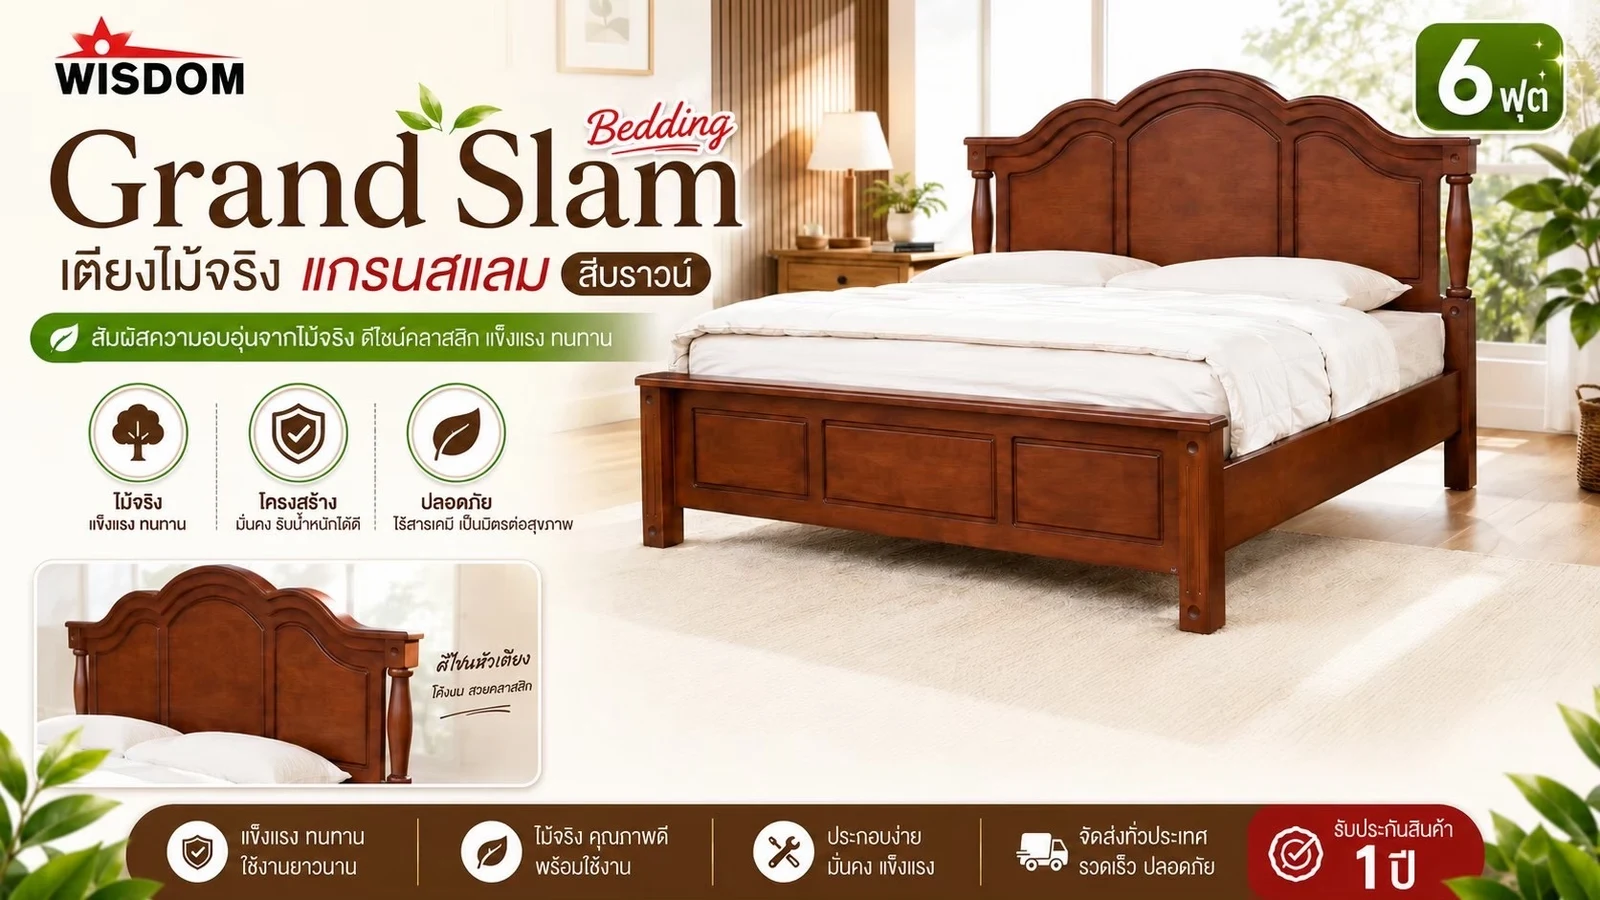 WISDOM
Grand Slam
Bedding
เตียงไม้จริง แกรนสแลม สีบราวน์
สัมผัสความอบอุ่นจากไม้จริง ดีไซน์คลาสสิก แข็งแรง ทนทาน
ไม้จริง
แข็งแรง ทนทาน
โครงสร้าง
มั่นคง รับน้ำหนักได้ดี
ปลอดภัย
ไร้สารเคมี เป็นมิตรต่อสุขภาพ
6 ฟุต
โค้งบน สวยคลาสสิก
แข็งแรง ทนทาน
ใช้งานยาวนาน
ไม้จริง คุณภาพดี
พร้อมใช้งาน
ประกอบง่าย
มั่นคง แข็งแรง
จัดส่งทั่วประเทศ
รวดเร็ว ปลอดภัย
รับประกันสินค้า
1 ปี